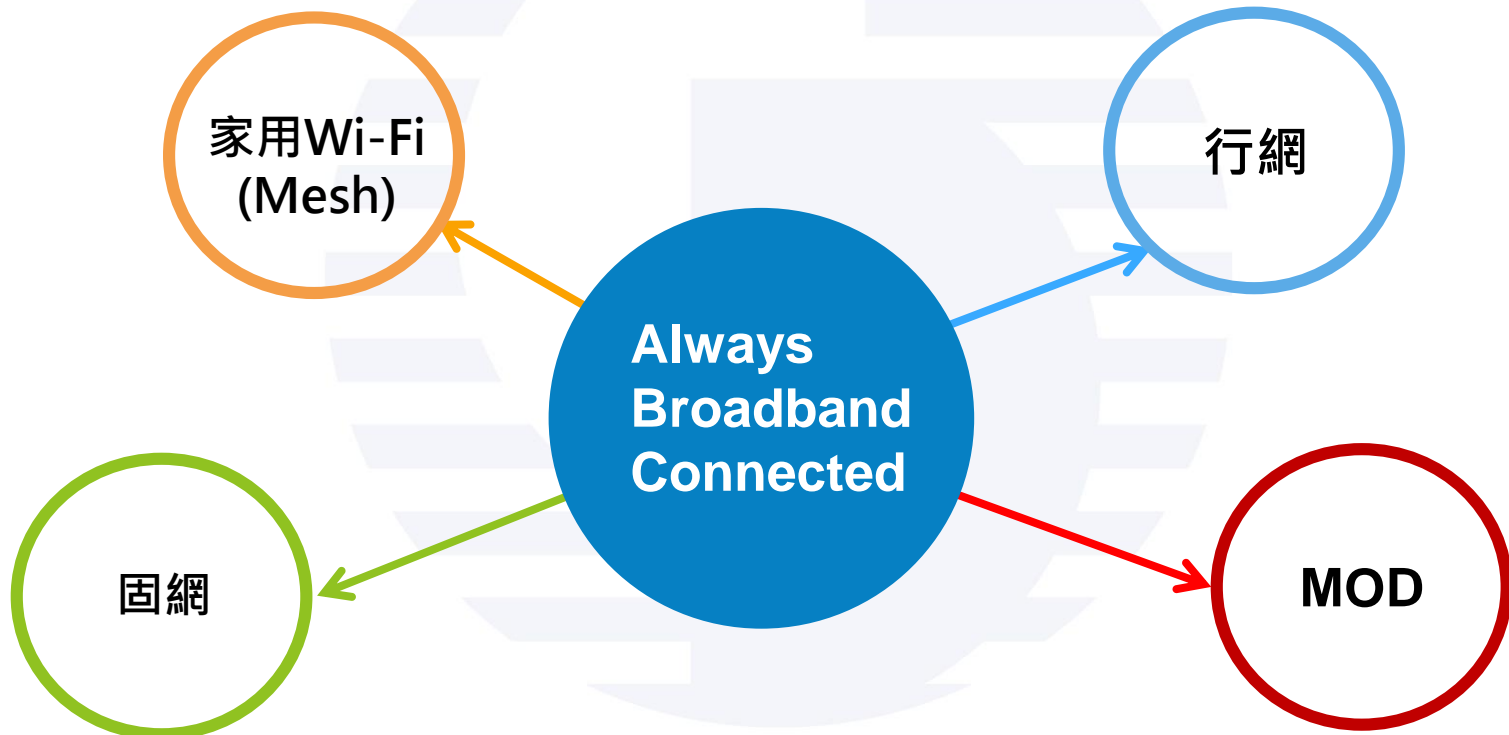 家用Wi-Fi
(Mesh)
行網
Always
Broadband
Connected
固網
MOD